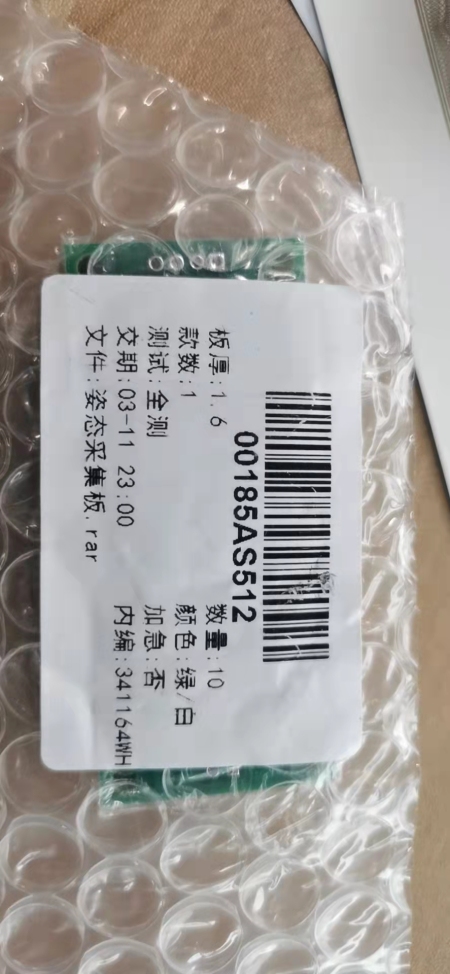 00185AS512
板厚:1.6 数量:10
款数:1 颜色:绿/白
测试:全测 加急:否
交期:03-11 23:00 内编:341164WH
文件:姿态采集板.rar